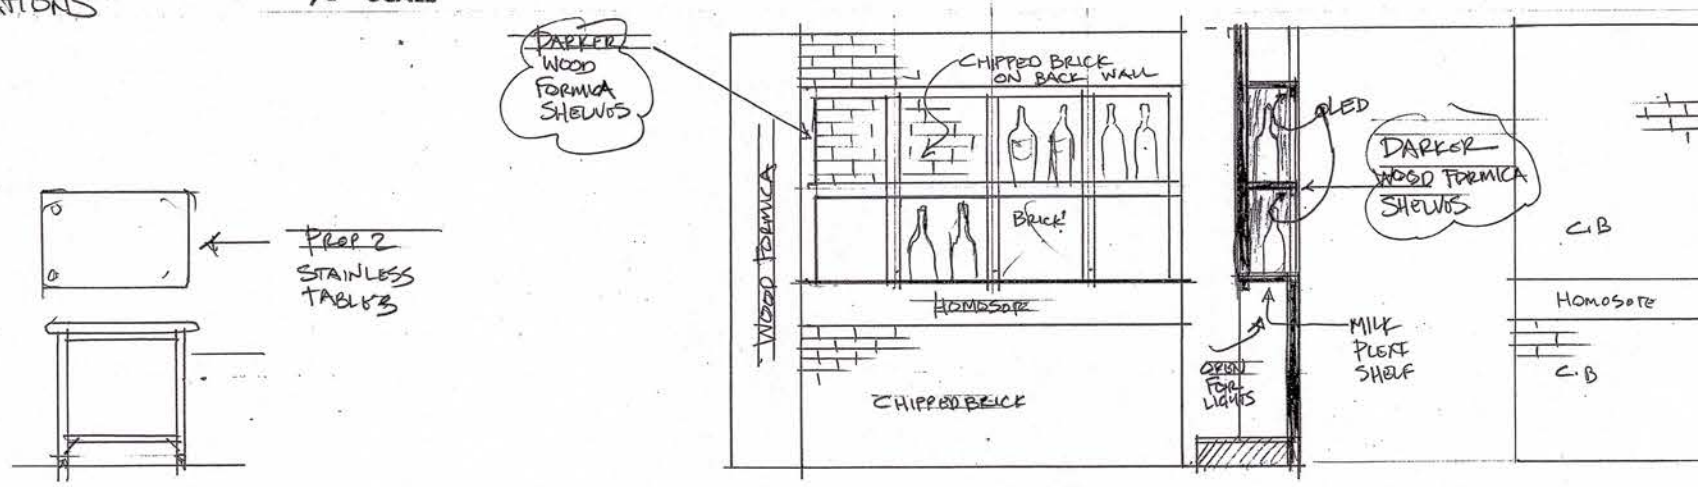 DARKER
WOOD
FORMICA
SHELVES
CHIPPED BRICK
ON BACK WALL
WOOD FORMICA
BRICK!
HOMOSOTE
CHIPPED BRICK
PROP 2
STAINLESS
TABLES
LED
DARKER
WOOD FORMICA
SHELVES
OPEN
FOR
LIGHTS
MILK
PLEXI
SHELF
C.B
HOMOSOTE
C.B